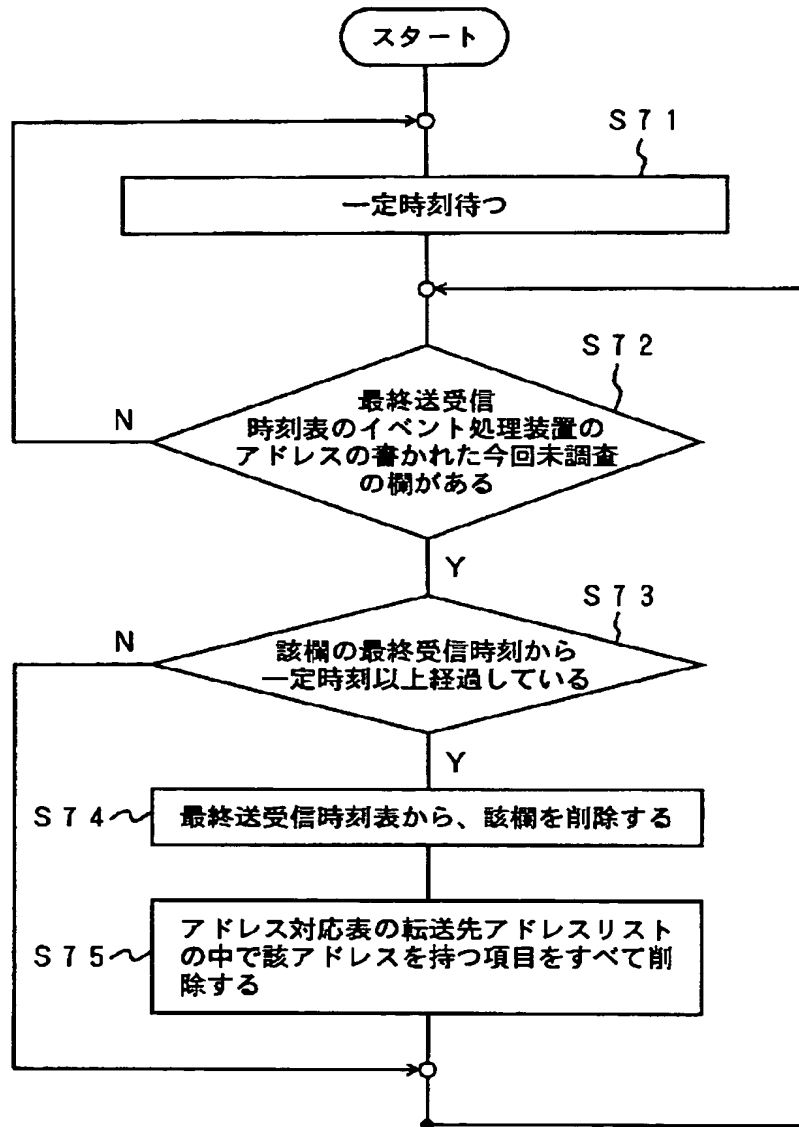 スタート
S71
一定時刻待つ
S72
最終送受信
時刻表のイベント処理装置の
アドレスの書かれた今回未調査
の欄がある
N
Y
S73
該欄の最終受信時刻から
一定時刻以上経過している
N
Y
S74
最終送受信時刻表から、該欄を削除する
S75
アドレス対応表の転送先アドレスリスト
の中で該アドレスを持つ項目をすべて削
除する